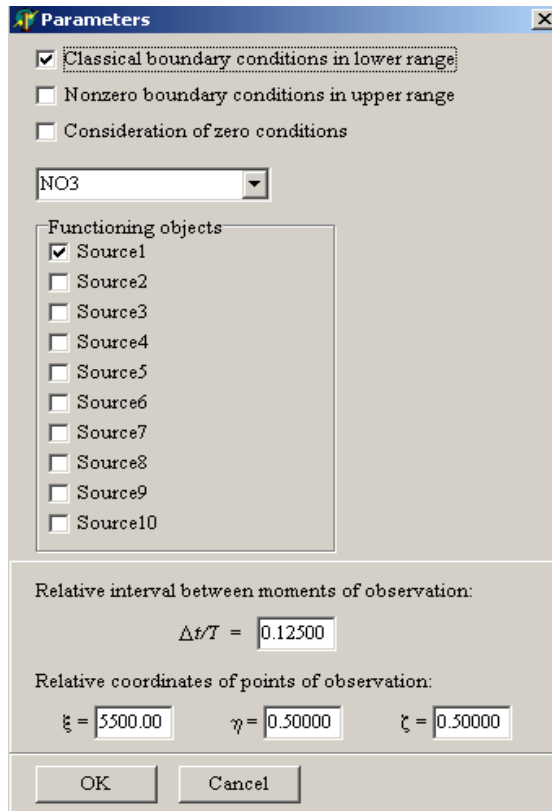 Parameters
Classical boundary conditions in lower range
Nonzero boundary conditions in upper range
Consideration of zero conditions
NO3
Functioning objects
Source1
Source2
Source3
Source4
Source5
Source6
Source7
Source8
Source9
Source10
Relative interval between moments of observation:
Δt/T = 0.12500
Relative coordinates of points of observation:
ξ = 5500.00 η = 0.50000 ζ = 0.50000
OK Cancel